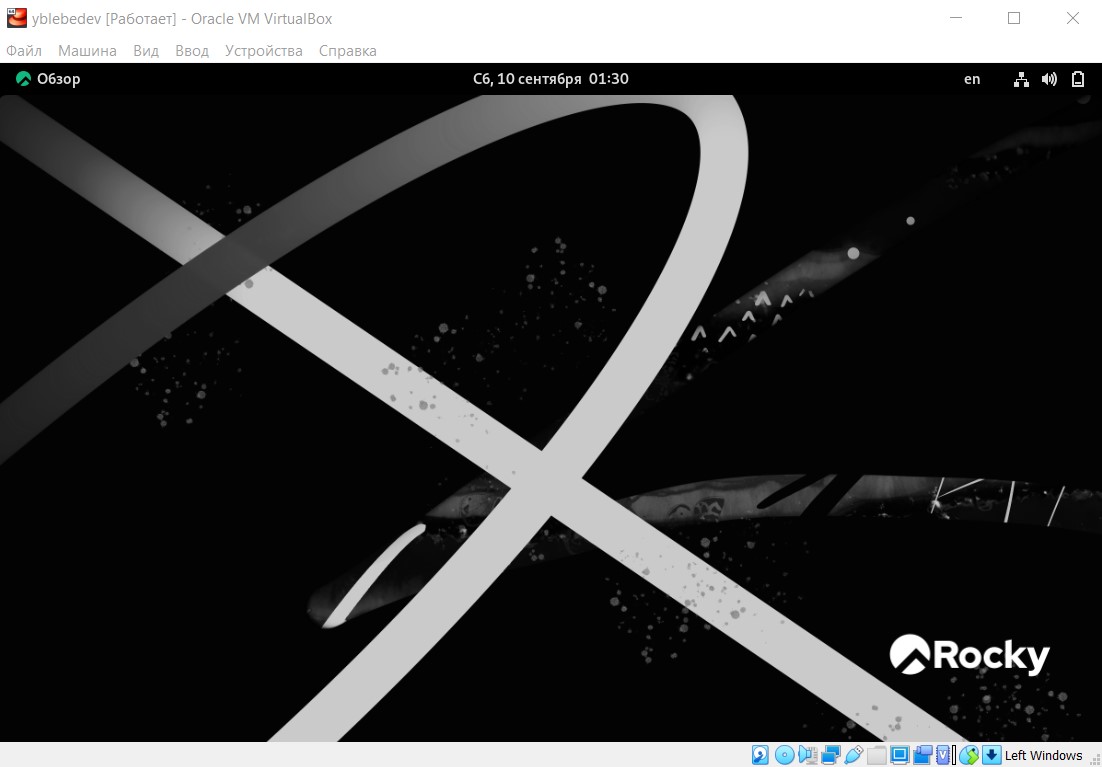 yblebedev [Работает] - Oracle VM VirtualBox
Файл Машина Вид Ввод Устройства Справка
Обзор Сб, 10 сентября 01:30 en
Rocky
Left Windows